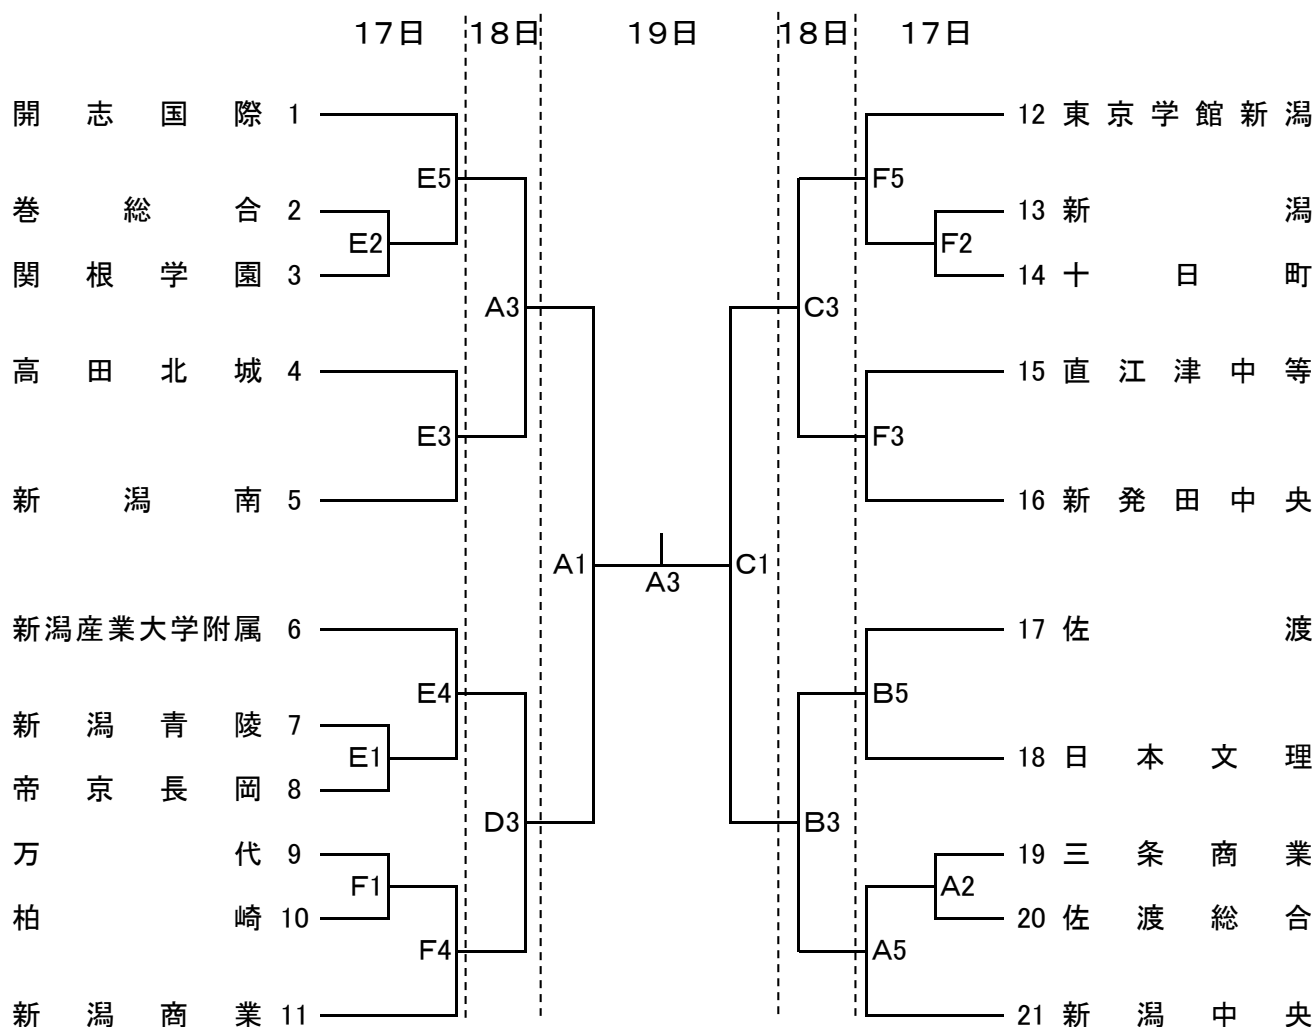 17日 18日 19日 18日 17日
開志国際 1
E5
巻総合 2
E2
関根学園 3
A3
高田北城 4
E3
新潟南 5
A1
新潟産業大学附属 6
E4
新潟青陵 7
E1
帝京長岡 8
D3
万代 9
F1
柏崎 10
F4
新潟商業 11
A3
12 東京学館新潟
F5
13 新潟
F2
14 十日町
C3
15 直江津中等
F3
16 新発田中央
C1
17 佐渡
B5
18 日本文理
B3
19 三条商業
A2
20 佐渡総合
A5
21 新潟中央